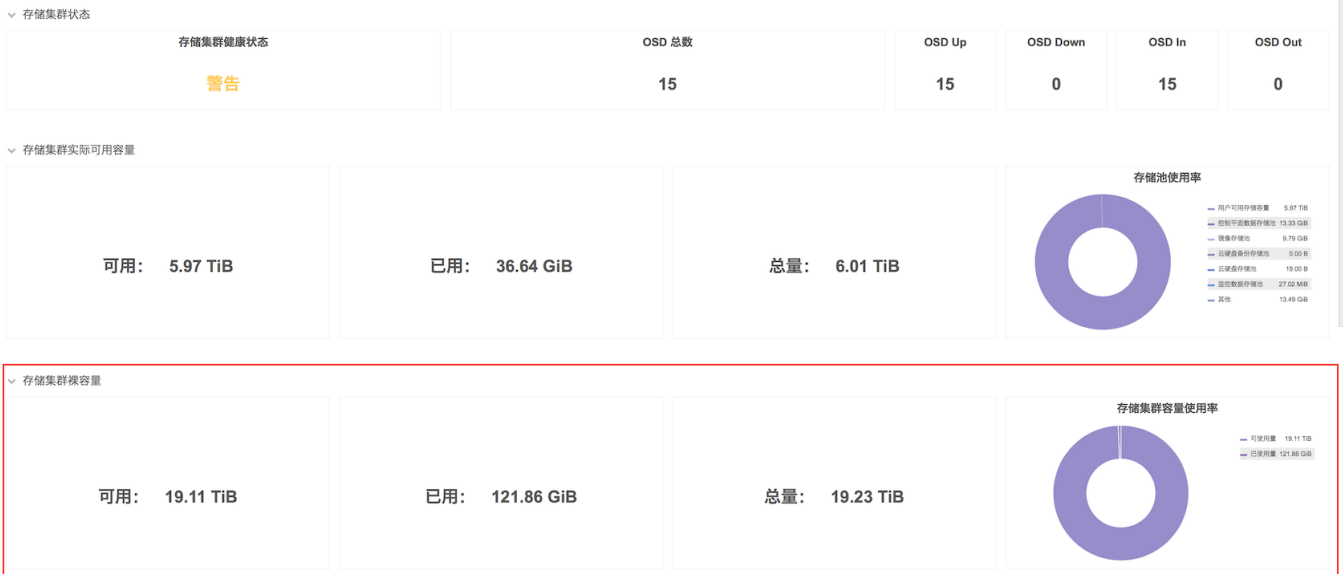 存储集群状态
存储集群健康状态
警告
OSD 总数
15
OSD Up
15
OSD Down
0
OSD In
15
OSD Out
0
存储集群实际可用容量
可用： 5.97 TiB
已用： 36.64 GiB
总量： 6.01 TiB
存储池使用率
用户可用存储容量 5.97 TiB
控制平面数据存储池 13.33 GiB
镜像存储池 9.79 GiB
云硬盘备份存储池 0.00 B
云硬盘存储池 19.00 B
监控数据存储池 27.02 MiB
其他 13.49 GiB
存储集群裸容量
可用： 19.11 TiB
已用： 121.86 GiB
总量： 19.23 TiB
存储集群容量使用率
可使用量 19.11 TiB
已使用量 121.86 GiB